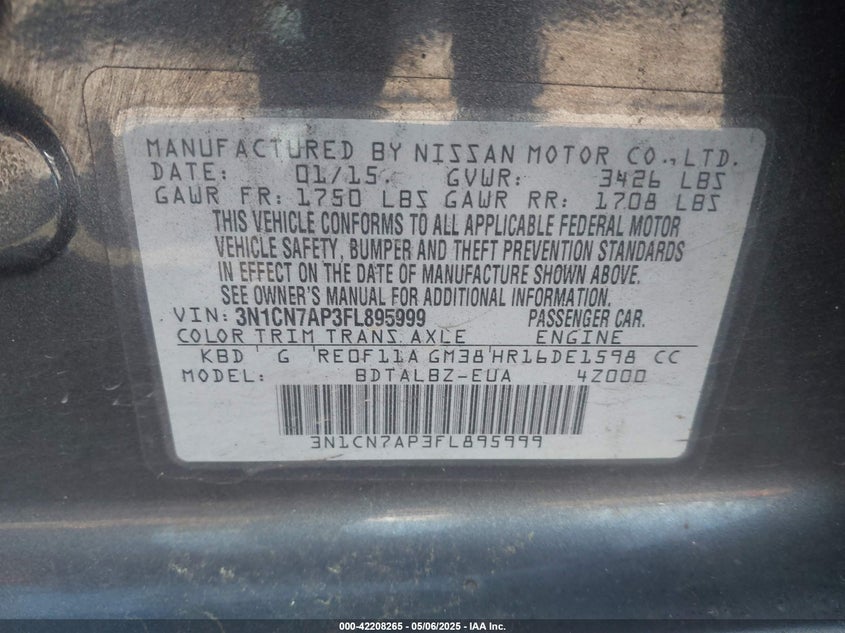 MANUFACTURED BY NISSAN MOTOR CO., LTD.
DATE: 01/15 GVWR: 3426 LBS
GAWR FR: 1750 LBS GAWR RR: 1708 LBS
THIS VEHICLE CONFORMS TO ALL APPLICABLE FEDERAL MOTOR
VEHICLE SAFETY, BUMPER AND THEFT PREVENTION STANDARDS
IN EFFECT ON THE DATE OF MANUFACTURE SHOWN ABOVE.
SEE OWNER'S MANUAL FOR ADDITIONAL INFORMATION.
VIN: 3N1CN7AP3FL895999 PASSENGER CAR.
COLOR TRIM TRANS. AXLE ENGINE
KBD G RE0F11A GM38 HR16DE1598 CC
MODEL: BDTALBZ-EUA 4Z000
3N1CN7AP3FL895999
000-42208265 - 05/06/2025 - IAA Inc.